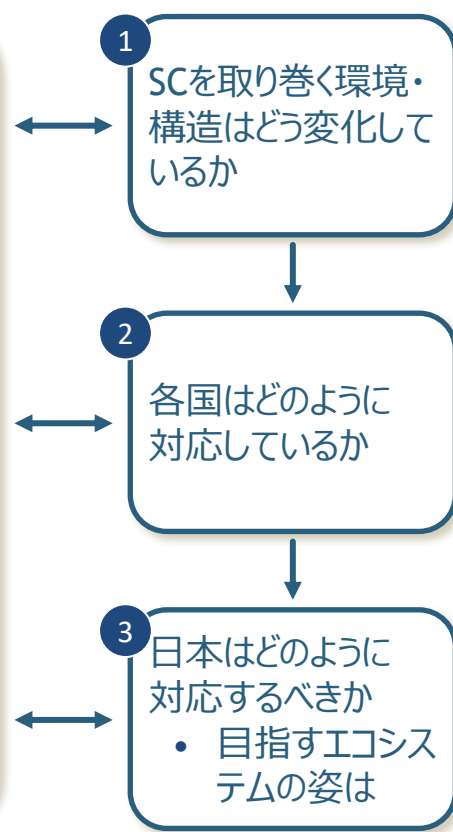 1
SCを取り巻く環境・
構造はどう変化して
いるか
2
各国はどのように
対応しているか
3
日本はどのように
対応するべきか
• 目指すエコシス
テムの姿は